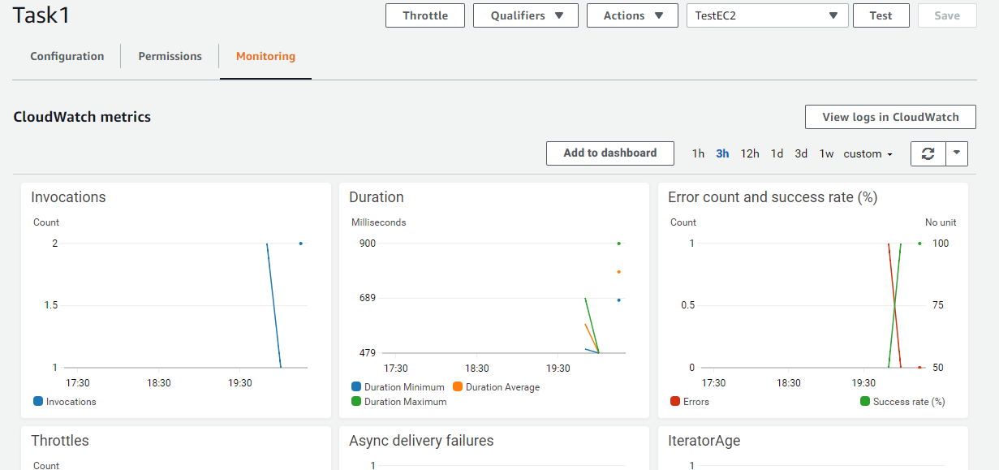 Task1
Throttle
Qualifiers
Actions
TestEC2
Test
Save
Configuration
Permissions
Monitoring
CloudWatch metrics
View logs in CloudWatch
Add to dashboard
1h 3h 12h 1d 3d 1w custom
Invocations
Count
2
1.5
1
17:30 18:30 19:30
Invocations
Duration
Milliseconds
900
689
479
17:30 18:30 19:30
Duration Minimum Duration Average
Duration Maximum
Error count and success rate (%)
Count No unit
1 100
0.5 75
0 50
17:30 18:30 19:30
Errors Success rate (%)
Throttles
Count
Async delivery failures
1
IteratorAge
1